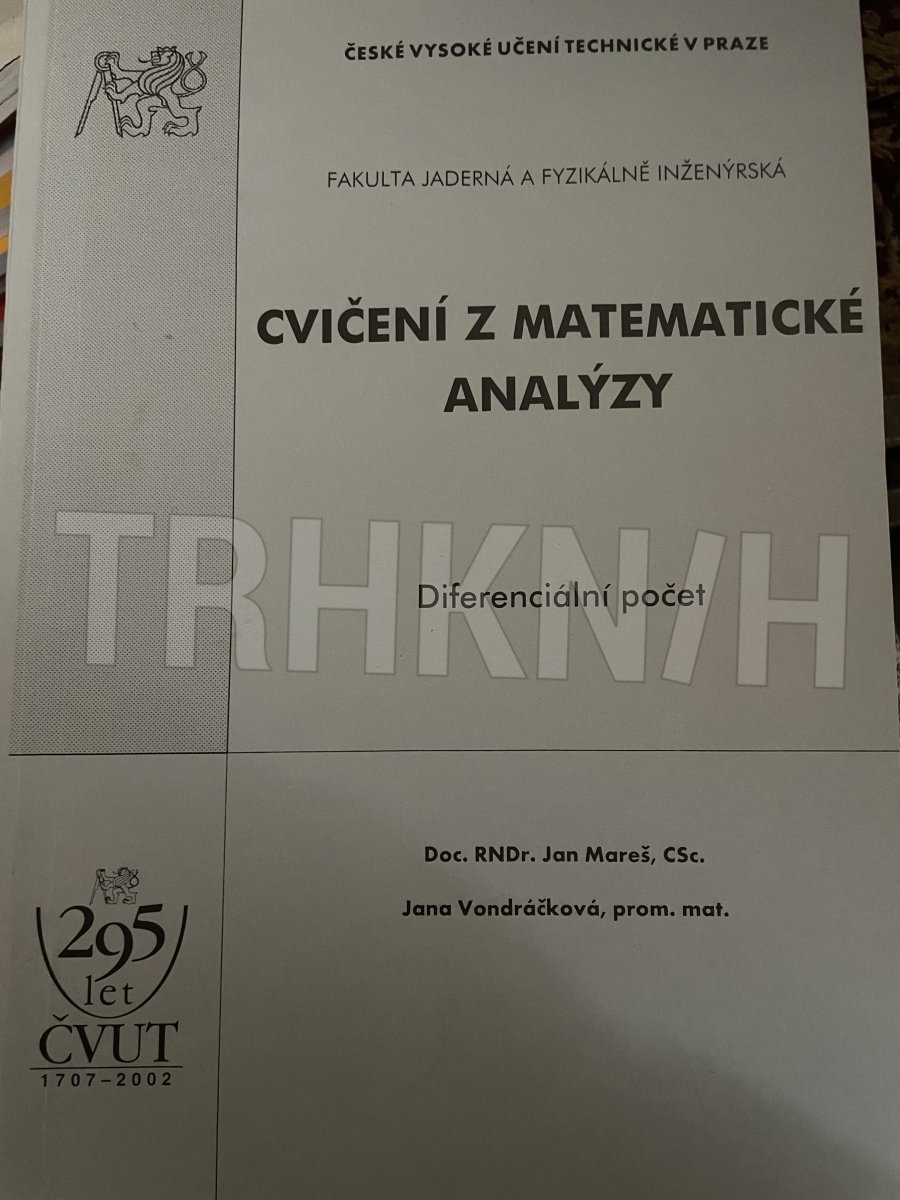 ČESKÉ VYSOKÉ UČENÍ TECHNICKÉ V PRAZE
FAKULTA JADERNÁ A FYZIKÁLNĚ INŽENÝRSKÁ
CVIČENÍ Z MATEMATICKÉ
ANALÝZY
TRHKN/H
Diferenciální počet
Doc. RNDr. Jan Mareš, CSc.
Jana Vondráčková, prom. mat.
295
let
ČVUT
1707–2002